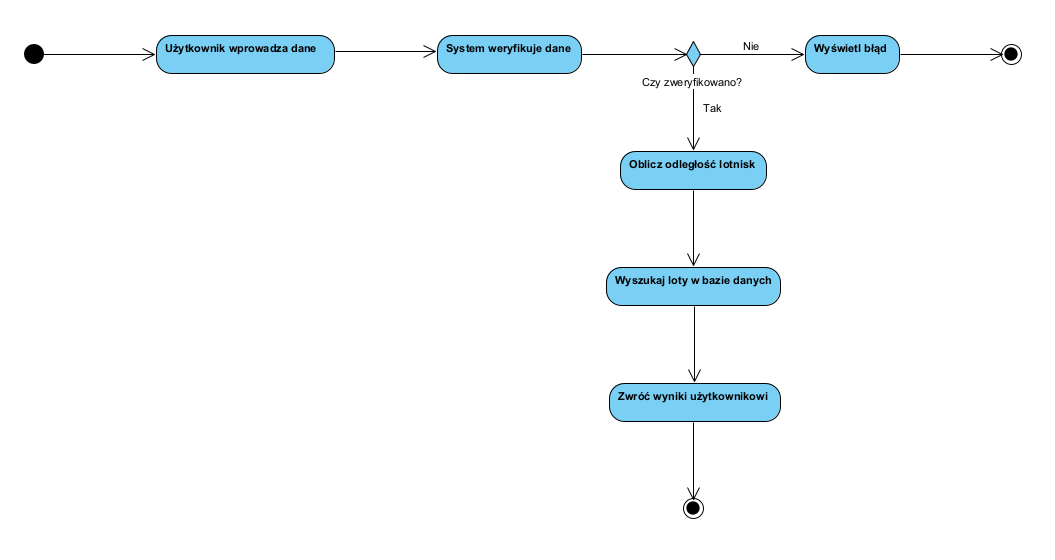 Użytkownik wprowadza dane
System weryfikuje dane
Nie
Wyświetl błąd
Czy zweryfikowano?
Tak
Oblicz odległość lotnisk
Wyszukaj loty w bazie danych
Zwróć wyniki użytkownikowi